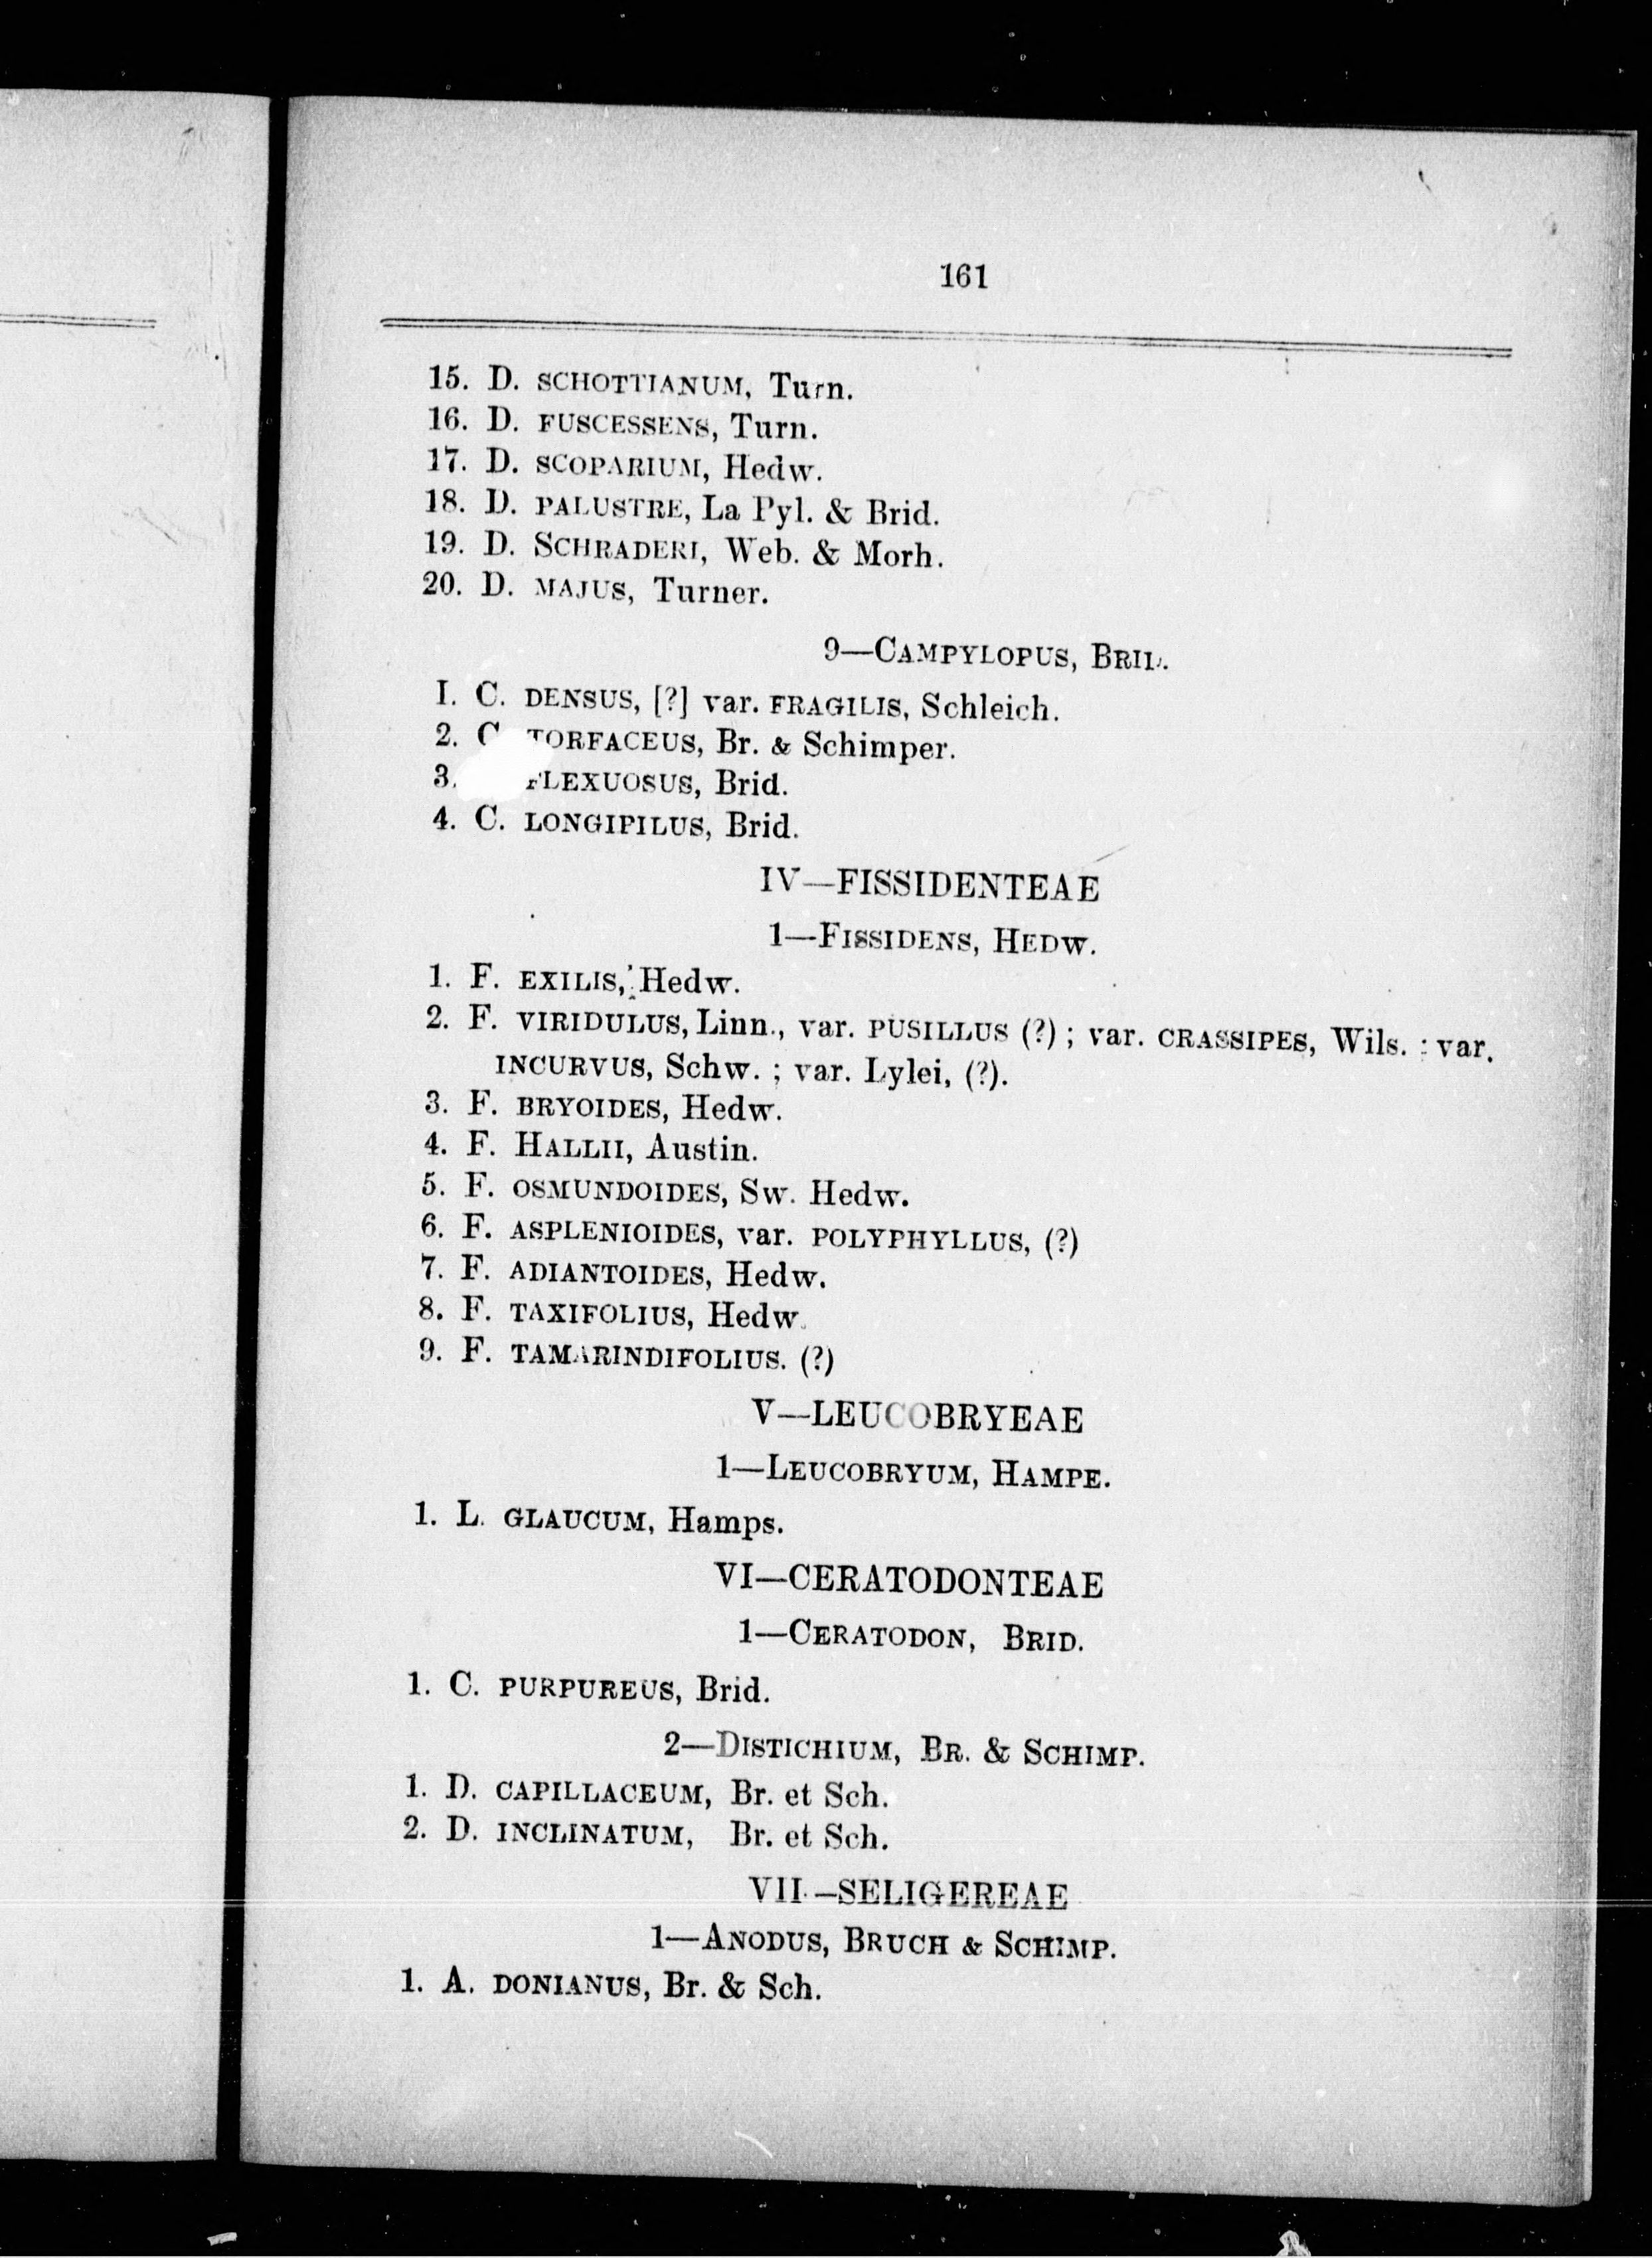 161
15. D. SCHOTTIANUM, Turn.
16. D. FUSCESSENS, Turn.
17. D. SCOPARIUM, Hedw.
18. D. PALUSTRE, La Pyl. & Brid.
19. D. SCHRADERI, Web. & Morh.
20. D. MAJUS, Turner.
9—CAMPYLOPUS, BRID.
1. C. DENSUS, [?] var. FRAGILIS, Schleich.
2. C. TORFACEUS, Br. & Schimper.
3. FLEXUOSUS, Brid.
4. C. LONGIPILUS, Brid.
IV—FISSIDENTEAE
1—FISSIDENS, HEDW.
1. F. EXILIS, Hedw.
2. F. VIRIDULUS, Linn., var. PUSILLUS (?) ; var. CRASSIPES, Wils. ; var.
INCURVUS, Schw. ; var. Lylei, (?).
3. F. BRYOIDES, Hedw.
4. F. HALLII, Austin.
5. F. OSMUNDOIDES, Sw. Hedw.
6. F. ASPLENIOIDES, var. POLYPHYLLUS, (?)
7. F. ADIANTOIDES, Hedw.
8. F. TAXIFOLIUS, Hedw.
9. F. TAMARINDIFOLIUS. (?)
V—LEUCOBRYEAE
1—LEUCOBRYUM, HAMPE.
1. L. GLAUCUM, Hamps.
VI—CERATODONTEAE
1—CERATODON, BRID.
1. C. PURPUREUS, Brid.
2—DISTICHIUM, BR. & SCHIMP.
1. D. CAPILLACEUM, Br. et Sch.
2. D. INCLINATUM, Br. et Sch.
VII.—SELIGEREAE
1—ANODUS, BRUCH & SCHIMP.
1. A. DONIANUS, Br. & Sch.